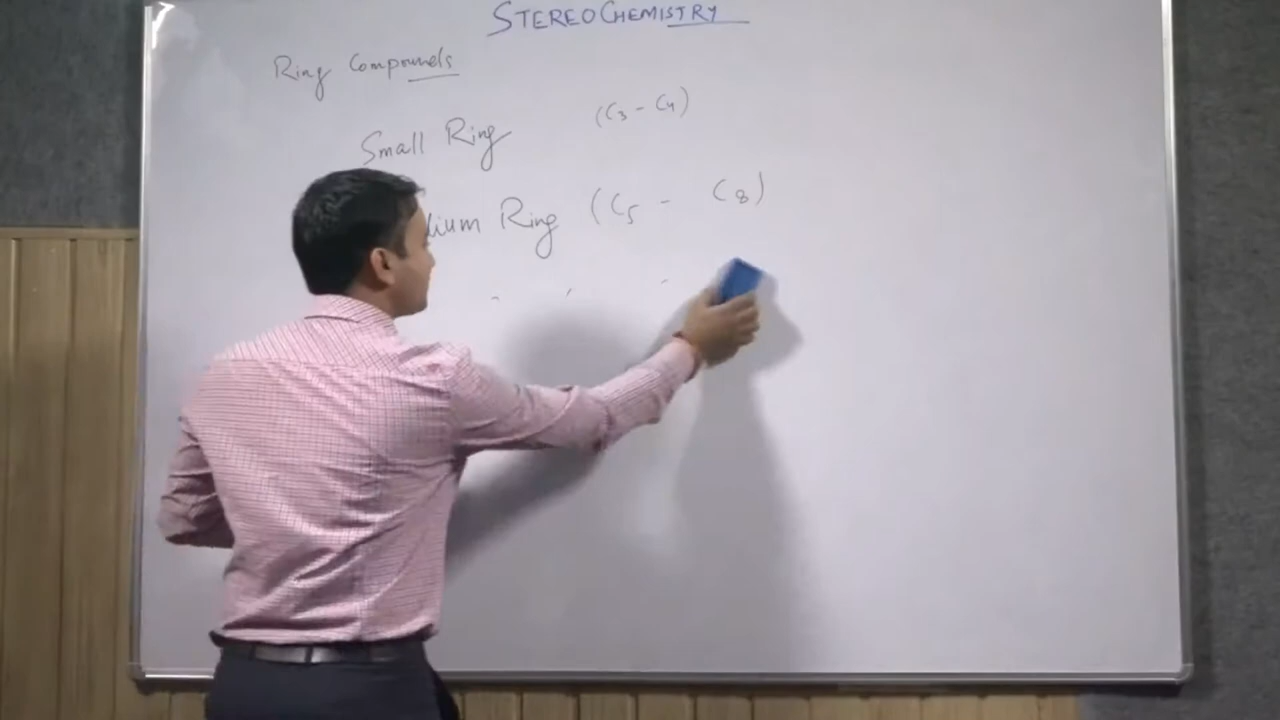 STEREOCHEMISTRY
Ring Compounds
Small Ring (C3 - C4)
Ring (C5 - C8)